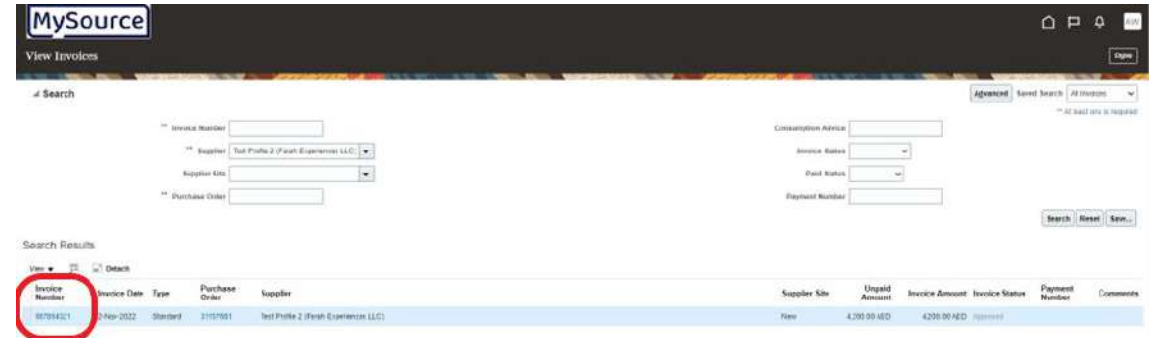 MySource
AW
View Invoices
Done
Search
Advanced Saved Search All Invoices
** At least one is required
** Invoice Number
Consumption Advice
** Supplier Test Profile 2 (Farah Experiences LLC)
Invoice Status
Supplier Site
Paid Status
** Purchase Order
Payment Number
Search Reset Save...
Search Results
View Detach
Invoice Number Invoice Date Type Purchase Order Supplier Supplier Site Unpaid Amount Invoice Amount Invoice Status Payment Number Comments
2-Nov-2022 Standard Test Profile 2 (Farah Experiences LLC) New 4,200.00 AED 4,200.00 AED Approved